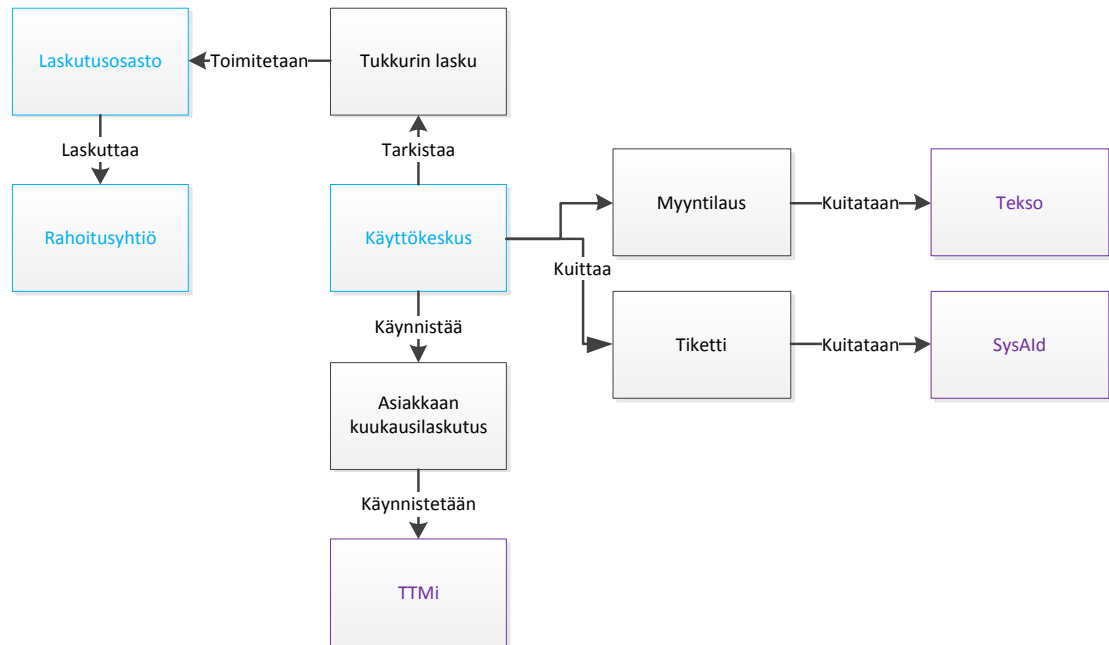 Laskutusosasto
Toimitetaan
Tukkurin lasku
Laskuttaa
Tarkistaa
Rahoitusyhtiö
Käyttökeskus
Myyntilaus
Kuitataan
Tekso
Kuittaa
Käynnistää
Tiketti
Kuitataan
SysAId
Asiakkaan
kuukausilaskutus
Käynnistetään
TTMi